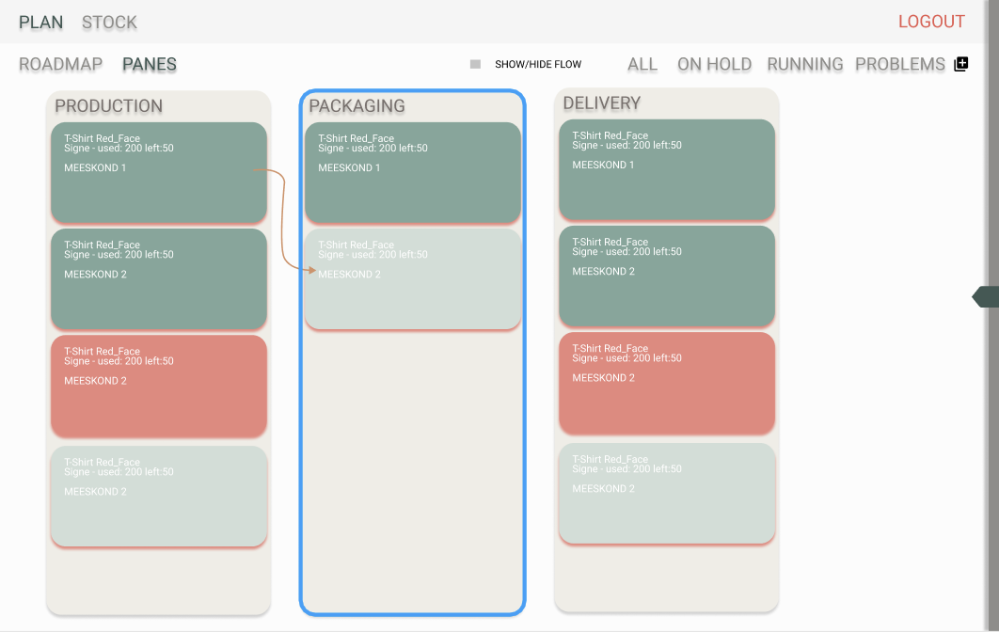 PLAN STOCK LOGOUT
ROADMAP PANES SHOW/HIDE FLOW ALL ON HOLD RUNNING PROBLEMS
PRODUCTION
T-Shirt Red_Face
Signe - used: 200 left:50
MEESKOND 1
T-Shirt Red_Face
Signe - used: 200 left:50
MEESKOND 2
T-Shirt Red_Face
Signe - used: 200 left:50
MEESKOND 2
T-Shirt Red_Face
Signe - used: 200 left:50
MEESKOND 2
PACKAGING
T-Shirt Red_Face
Signe - used: 200 left:50
MEESKOND 1
T-Shirt Red_Face
Signe - used: 200 left:50
MEESKOND 2
DELIVERY
T-Shirt Red_Face
Signe - used: 200 left:50
MEESKOND 1
T-Shirt Red_Face
Signe - used: 200 left:50
MEESKOND 2
T-Shirt Red_Face
Signe - used: 200 left:50
MEESKOND 2
T-Shirt Red_Face
Signe - used: 200 left:50
MEESKOND 2